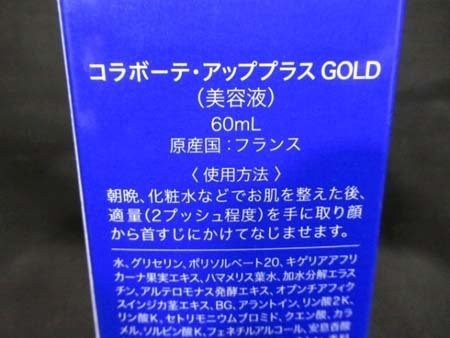 コラボーテ・アッププラス GOLD
(美容液)
60mL
原産国:フランス
〈使用方法〉
朝晩、化粧水などでお肌を整えた後、
適量(2プッシュ程度)を手に取り顔
から首すじにかけてなじませます。
水、グリセリン、ポリソルベート20、キゲリアアフリ
カーナ果実エキス、ハマメリス葉水、加水分解エラス
チン、アルテロモナス発酵エキス、オプンチアフィク
スインジカ茎エキス、BG、アラントイン、リン酸2K、
リン酸K、セトリモニウムブロミド、クエン酸、カラ
メル、ソルビン酸K、フェネチルアルコール、安息香酸